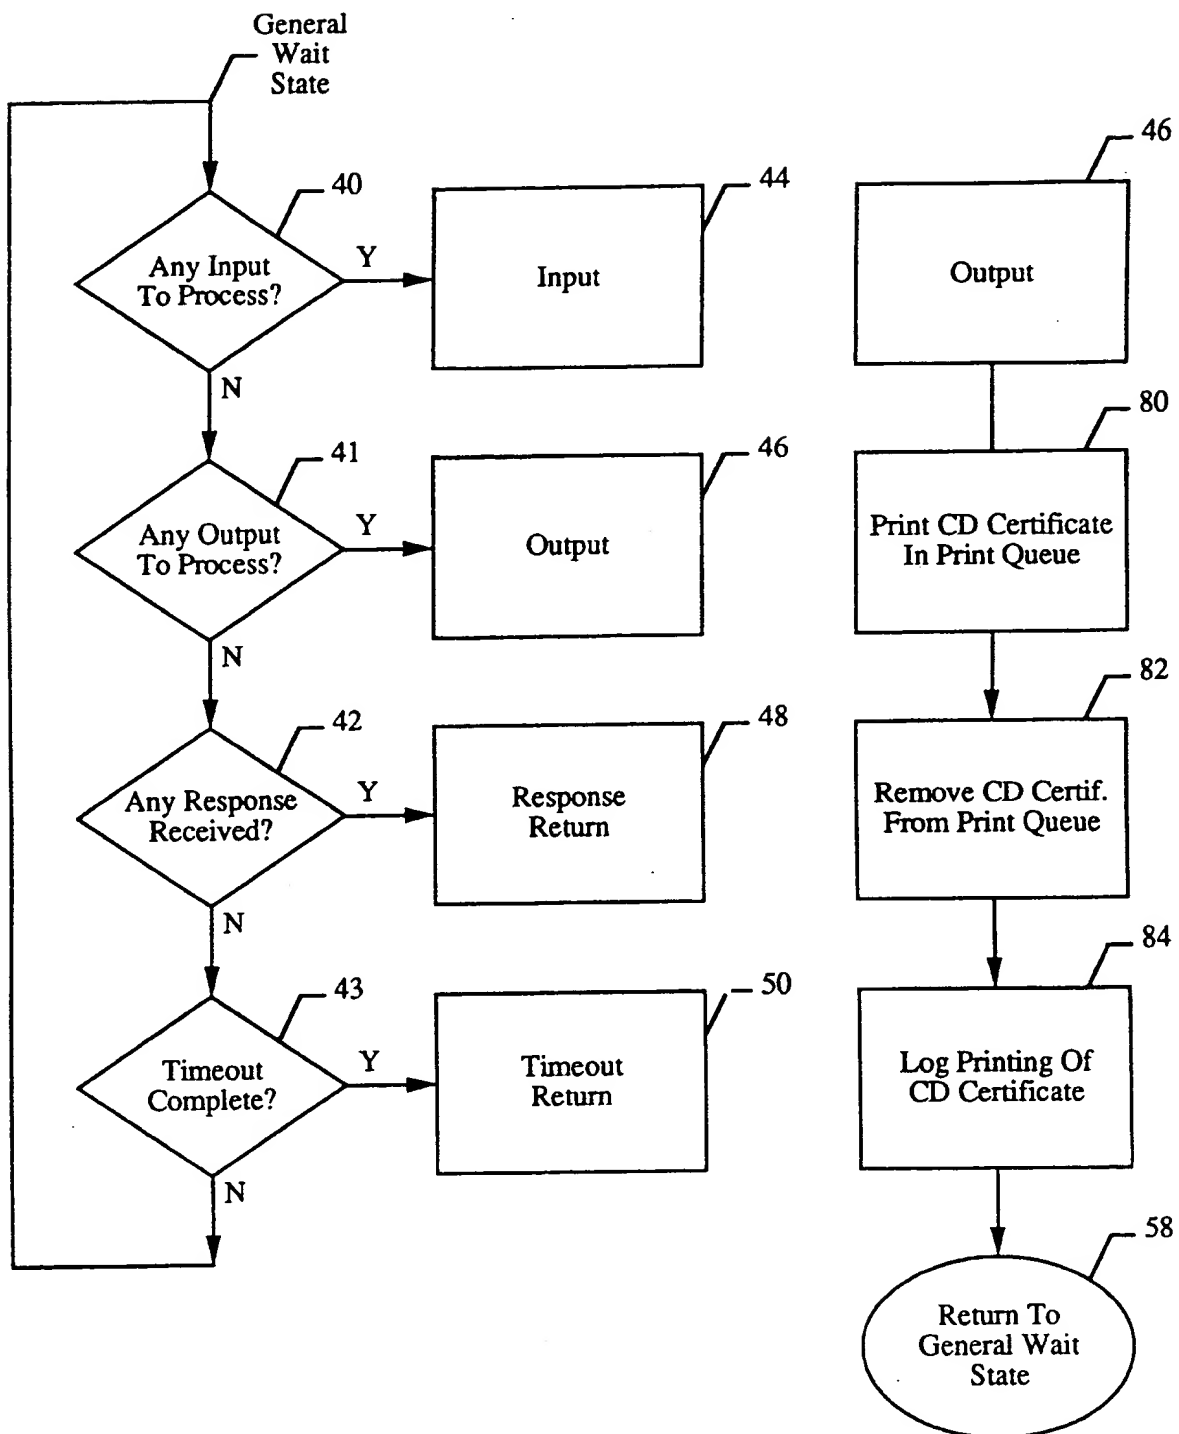 General
Wait
State
40
Any Input
To Process?
Y
N
44
Input
41
Any Output
To Process?
Y
N
46
Output
42
Any Response
Received?
Y
N
48
Response
Return
43
Timeout
Complete?
Y
N
50
Timeout
Return
46
Output
80
Print CD Certificate
In Print Queue
82
Remove CD Certif.
From Print Queue
84
Log Printing Of
CD Certificate
58
Return To
General Wait
State